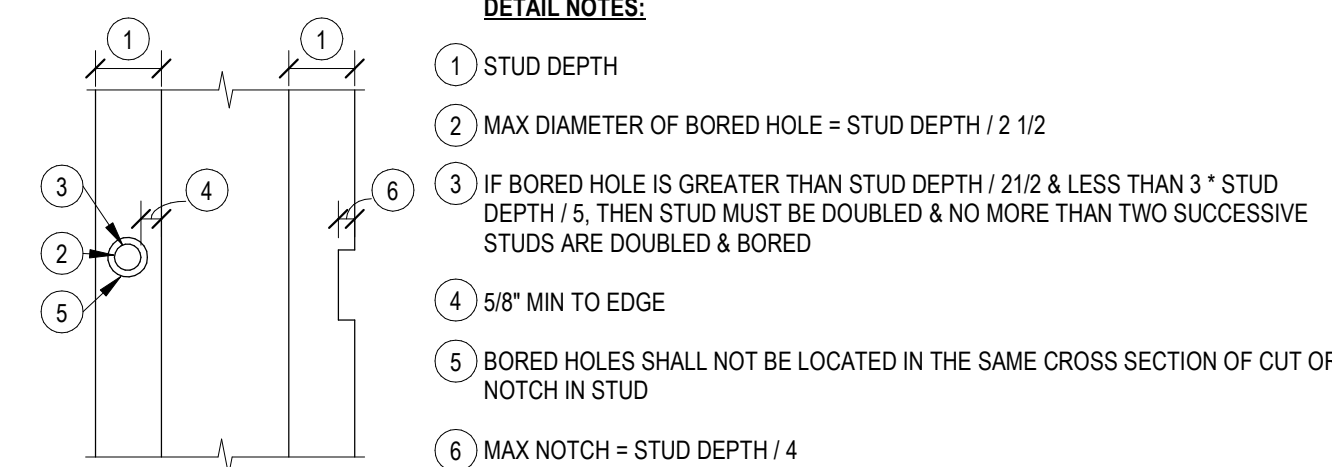 DETAIL NOTES:
1 1
1 STUD DEPTH
2 MAX DIAMETER OF BORED HOLE = STUD DEPTH / 2 1/2
3 4 6
3 IF BORED HOLE IS GREATER THAN STUD DEPTH / 21/2 & LESS THAN 3 * STUD
DEPTH / 5, THEN STUD MUST BE DOUBLED & NO MORE THAN TWO SUCCESSIVE
STUDS ARE DOUBLED & BORED
2
5
4 5/8" MIN TO EDGE
5 BORED HOLES SHALL NOT BE LOCATED IN THE SAME CROSS SECTION OF CUT OR
NOTCH IN STUD
6 MAX NOTCH = STUD DEPTH / 4